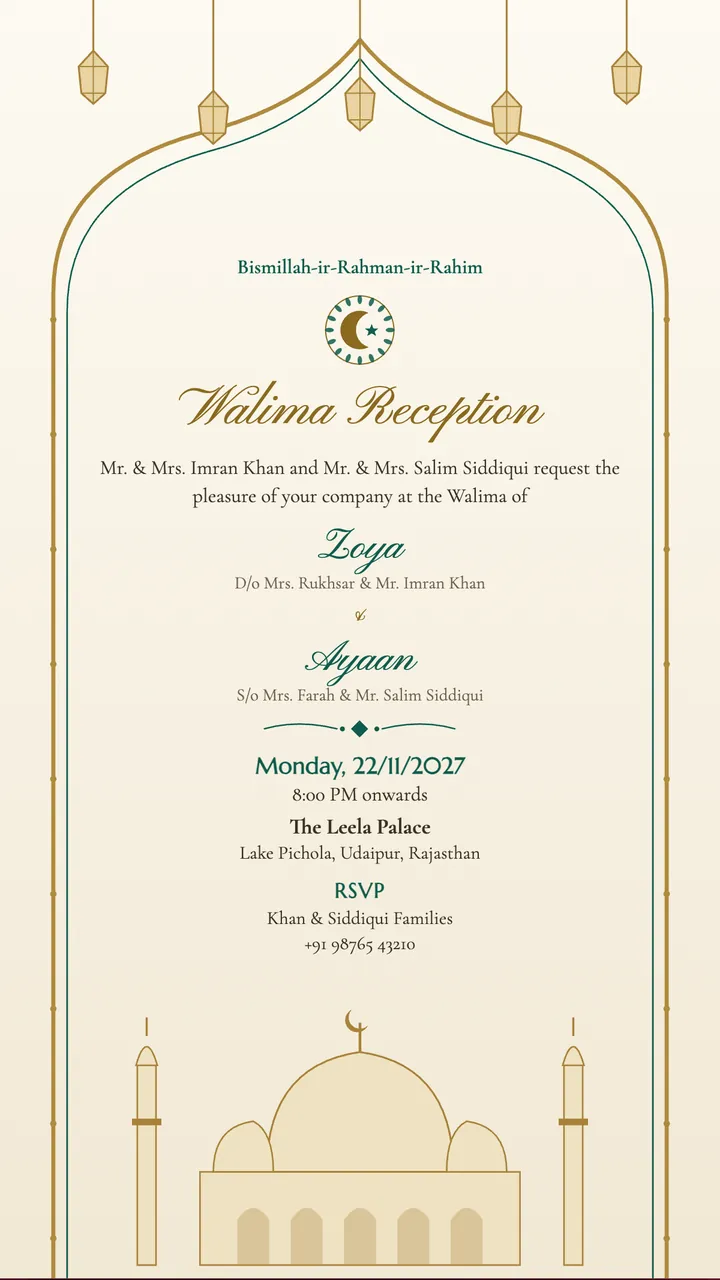 Bismillah-ir-Rahman-ir-Rahim
Walima Reception
Mr. & Mrs. Imran Khan and Mr. & Mrs. Salim Siddiqui request the
pleasure of your company at the Walima of
Zoya
D/o Mrs. Rukhsar & Mr. Imran Khan
&
Ayaan
S/o Mrs. Farah & Mr. Salim Siddiqui
Monday, 22/11/2027
8:00 PM onwards
The Leela Palace
Lake Pichola, Udaipur, Rajasthan
RSVP
Khan & Siddiqui Families
+91 98765 43210